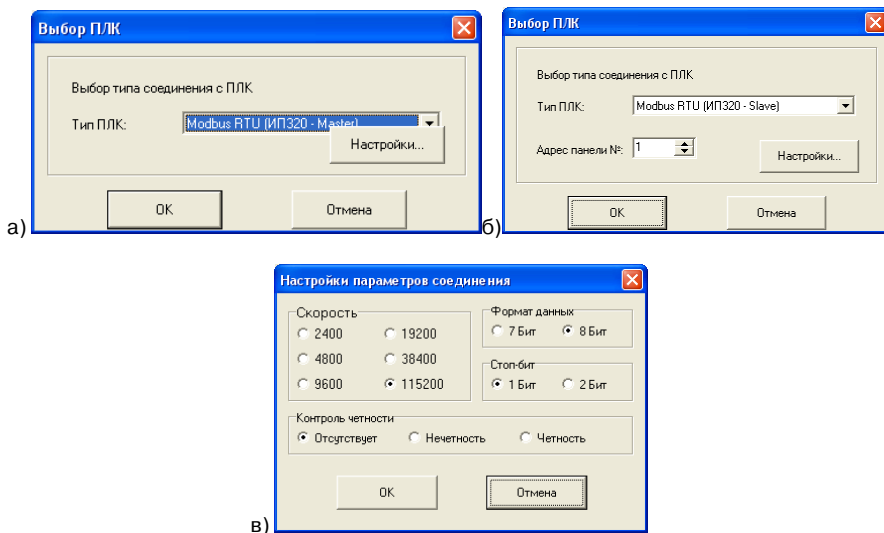 Выбор ПЛК
Выбор типа соединения с ПЛК
Тип ПЛК: Modbus RTU (ИП320 - Master)
Настройки...
ОК Отмена
а)
Выбор ПЛК
Выбор типа соединения с ПЛК
Тип ПЛК: Modbus RTU (ИП320 - Slave)
Адрес панели №: 1 Настройки...
ОК Отмена
б)
Настройки параметров соединения
Скорость
2400 19200
4800 38400
9600 115200
Формат данных
7 Бит 8 Бит
Стоп-бит
1 Бит 2 Бит
Контроль четности
Отсутствует Нечетность Четность
ОК Отмена
в)